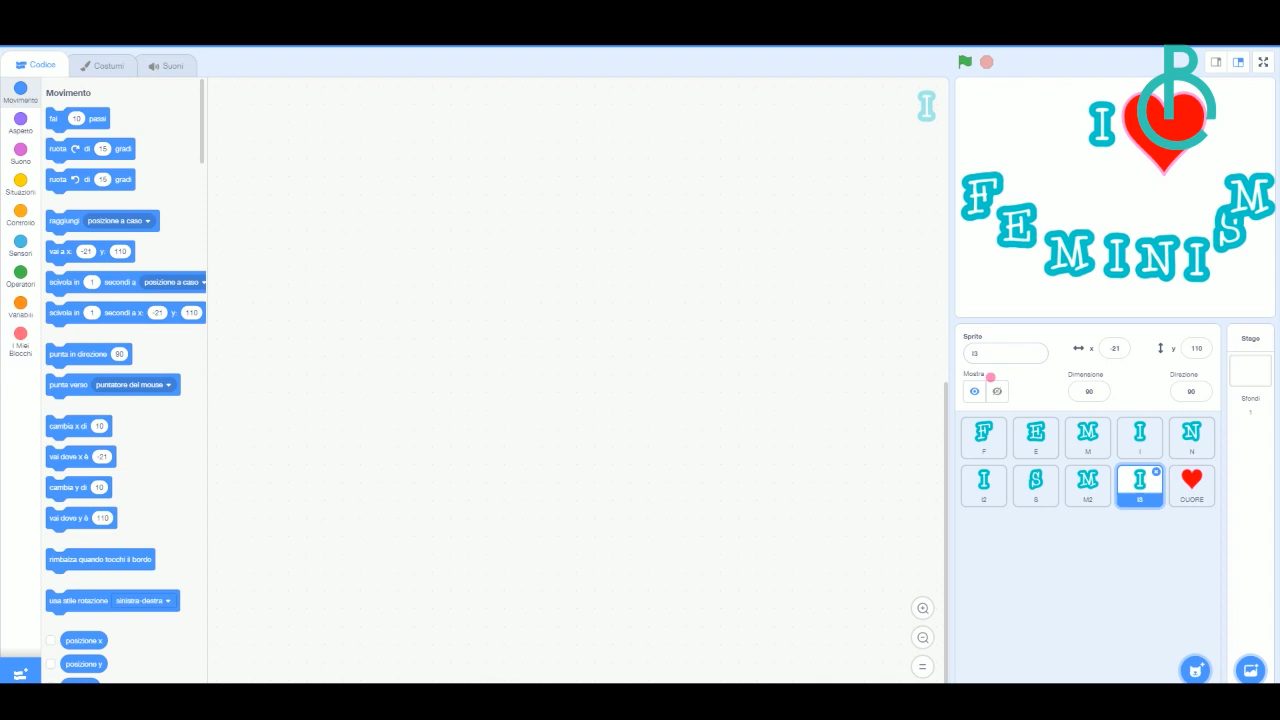 Codice Costumi Suoni
Movimento
Aspetto
Suono
Situazioni
Controllo
Sensori
Operatori
Variabili
I Miei
Blocchi
Movimento
fai 10 passi
ruota di 15 gradi
ruota di 15 gradi
raggiungi posizione a caso
vai a x: -21 y: 110
scivola in 1 secondi a posizione a caso
scivola in 1 secondi a x: -21 y: 110
punta in direzione 90
punta verso puntatore del mouse
cambia x di 10
vai dove x è -21
cambia y di 10
vai dove y è 110
rimbalza quando tocchi il bordo
usa stile rotazione sinistra-destra
posizione x
posizione y
I
I
FEMINISM
Sprite
I3
x -21
y 110
Mostra
Dimensione
90
Direzione
90
F E M I N
I2 S M2 I3 CUORE
Stage
Sfondi
1